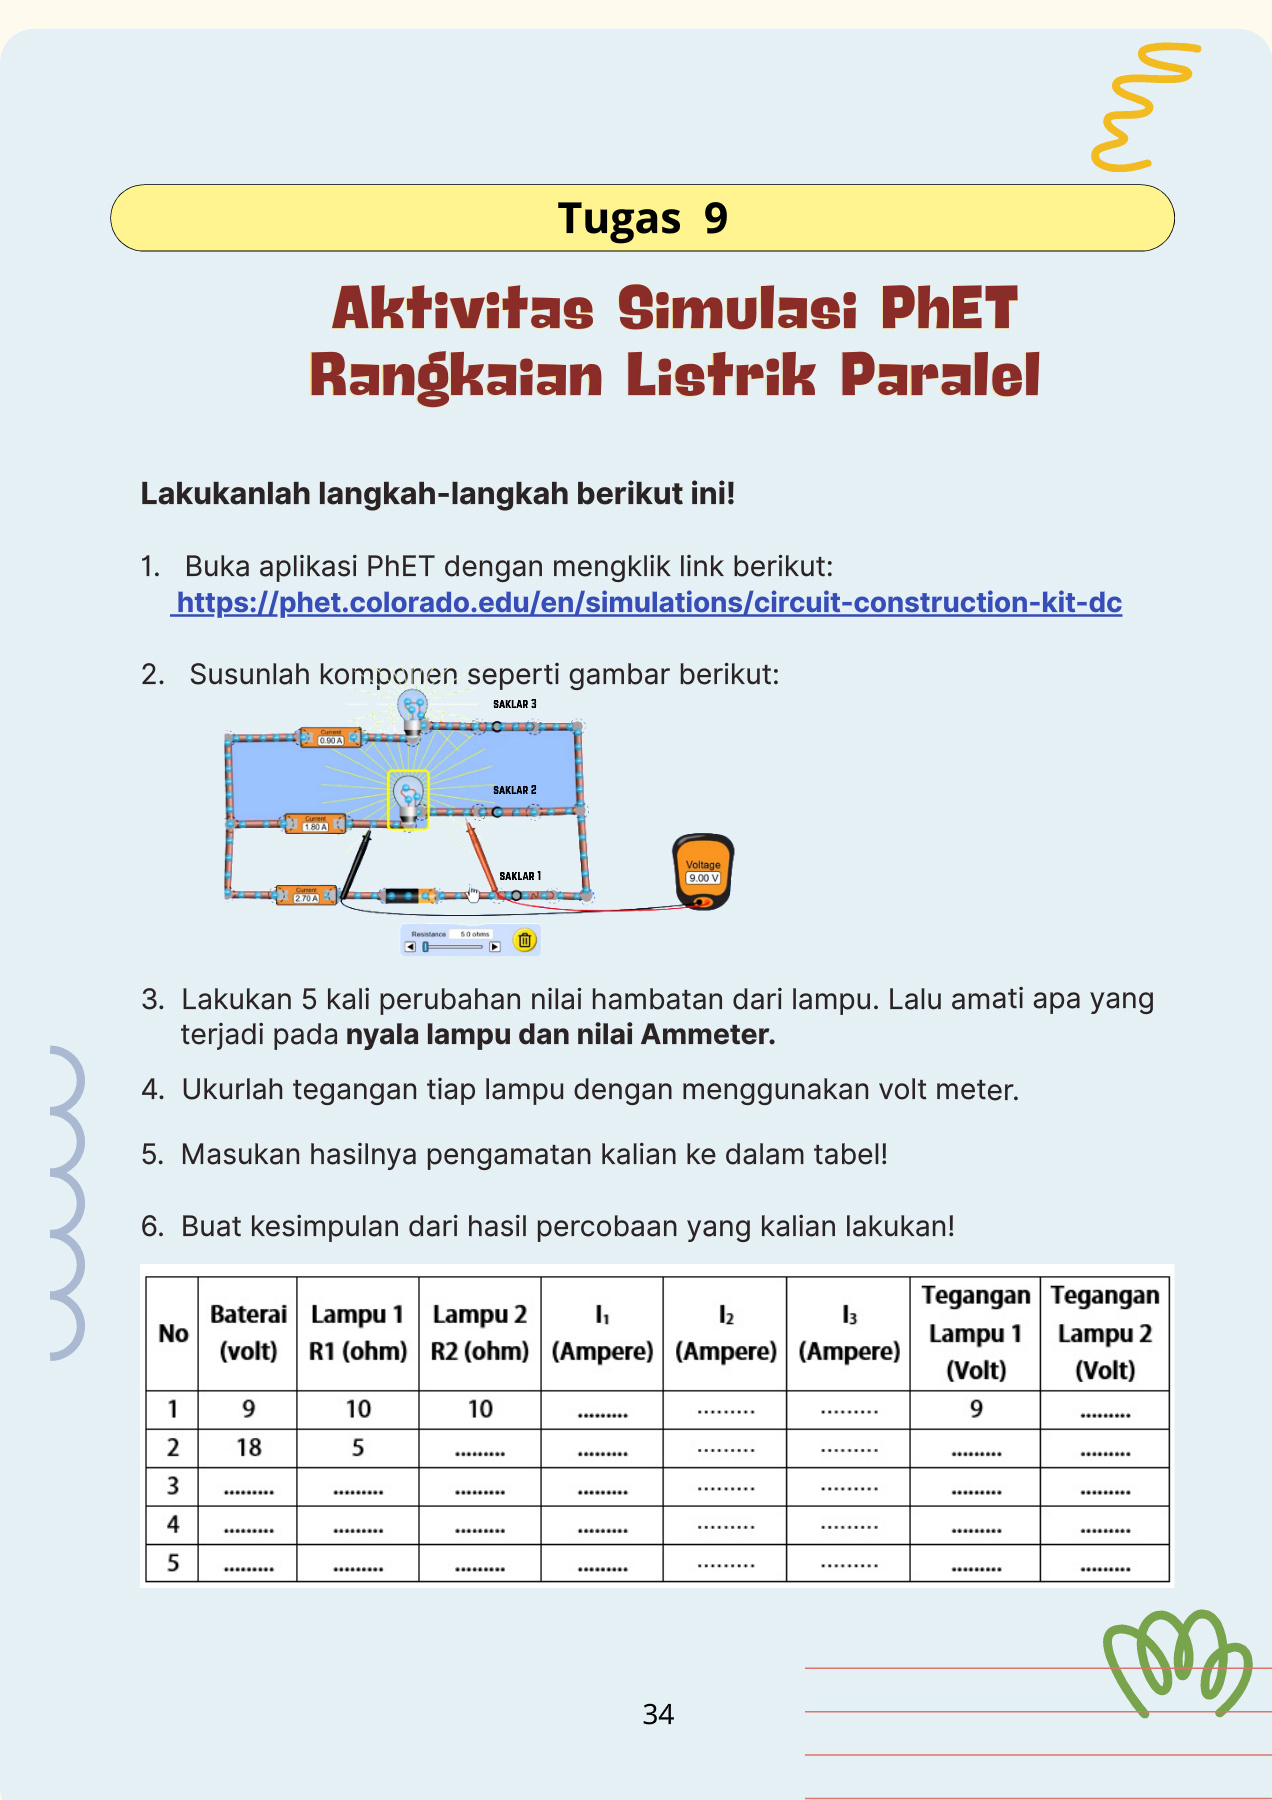 Tugas 9
Aktivitas Simulasi PhET
Rangkaian Listrik Paralel
Lakukanlah langkah-langkah berikut ini!
1. Buka aplikasi PhET dengan mengklik link berikut:
https://phet.colorado.edu/en/simulations/circuit-construction-kit-dc
2. Susunlah komponen seperti gambar berikut:
SAKLAR 3
Current
0.90 A
SAKLAR 2
Current
1.80 A
Voltage
9.00 V
SAKLAR 1
Current
2.70 A
Resistance 5.0 ohms
3. Lakukan 5 kali perubahan nilai hambatan dari lampu. Lalu amati apa yang
terjadi pada nyala lampu dan nilai Ammeter.
4. Ukurlah tegangan tiap lampu dengan menggunakan volt meter.
5. Masukan hasilnya pengamatan kalian ke dalam tabel!
6. Buat kesimpulan dari hasil percobaan yang kalian lakukan!
No Baterai (volt) Lampu 1 R1 (ohm) Lampu 2 R2 (ohm) I₁ (Ampere) I₂ (Ampere) I₃ (Ampere) Tegangan Lampu 1 (Volt) Tegangan Lampu 2 (Volt)
1 9 10 10 ......... ......... ......... 9 .........
2 18 5 ......... ......... ......... ......... ......... .........
3 ......... ......... ......... ......... ......... ......... ......... .........
4 ......... ......... ......... ......... ......... ......... ......... .........
5 ......... ......... ......... ......... ......... ......... ......... .........
34